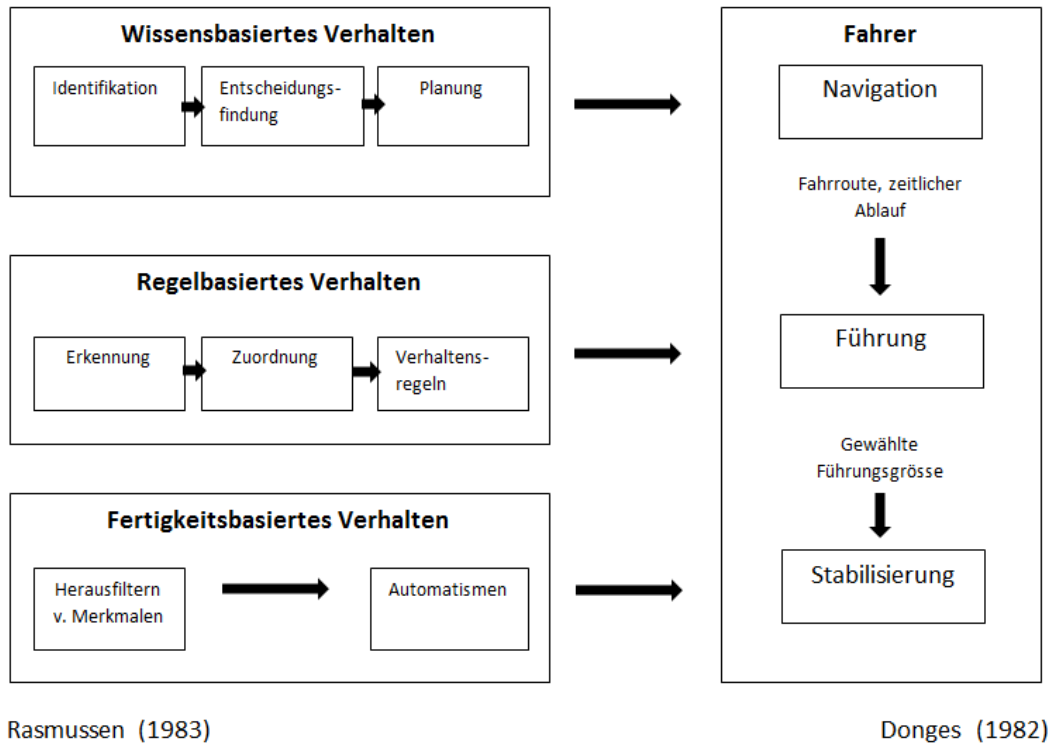 Wissensbasiertes Verhalten
Identifikation
Entscheidungs-
findung
Planung
Regelbasiertes Verhalten
Erkennung
Zuordnung
Verhaltens-
regeln
Fertigkeitsbasiertes Verhalten
Herausfiltern
v. Merkmalen
Automatismen
Fahrer
Navigation
Fahrroute, zeitlicher
Ablauf
Führung
Gewählte
Führungsgrösse
Stabilisierung
Rasmussen (1983)
Donges (1982)